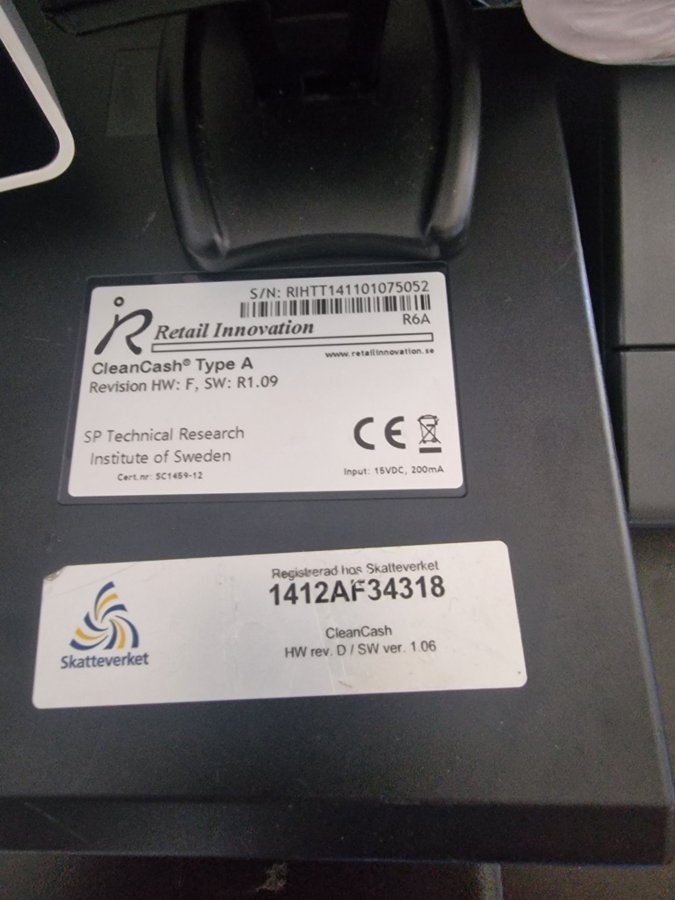 S/N: RIHTT141101075052
R6A
Retail Innovation
www.retailinnovation.se
CleanCash® Type A
Revision HW: F, SW: R1.09
SP Technical Research
Institute of Sweden
Cert.nr: SC1459-12
CE
Input: 15VDC, 200mA
Registrerad hos Skatteverket
1412AF34318
CleanCash
HW rev. D / SW ver. 1.06
Skatteverket